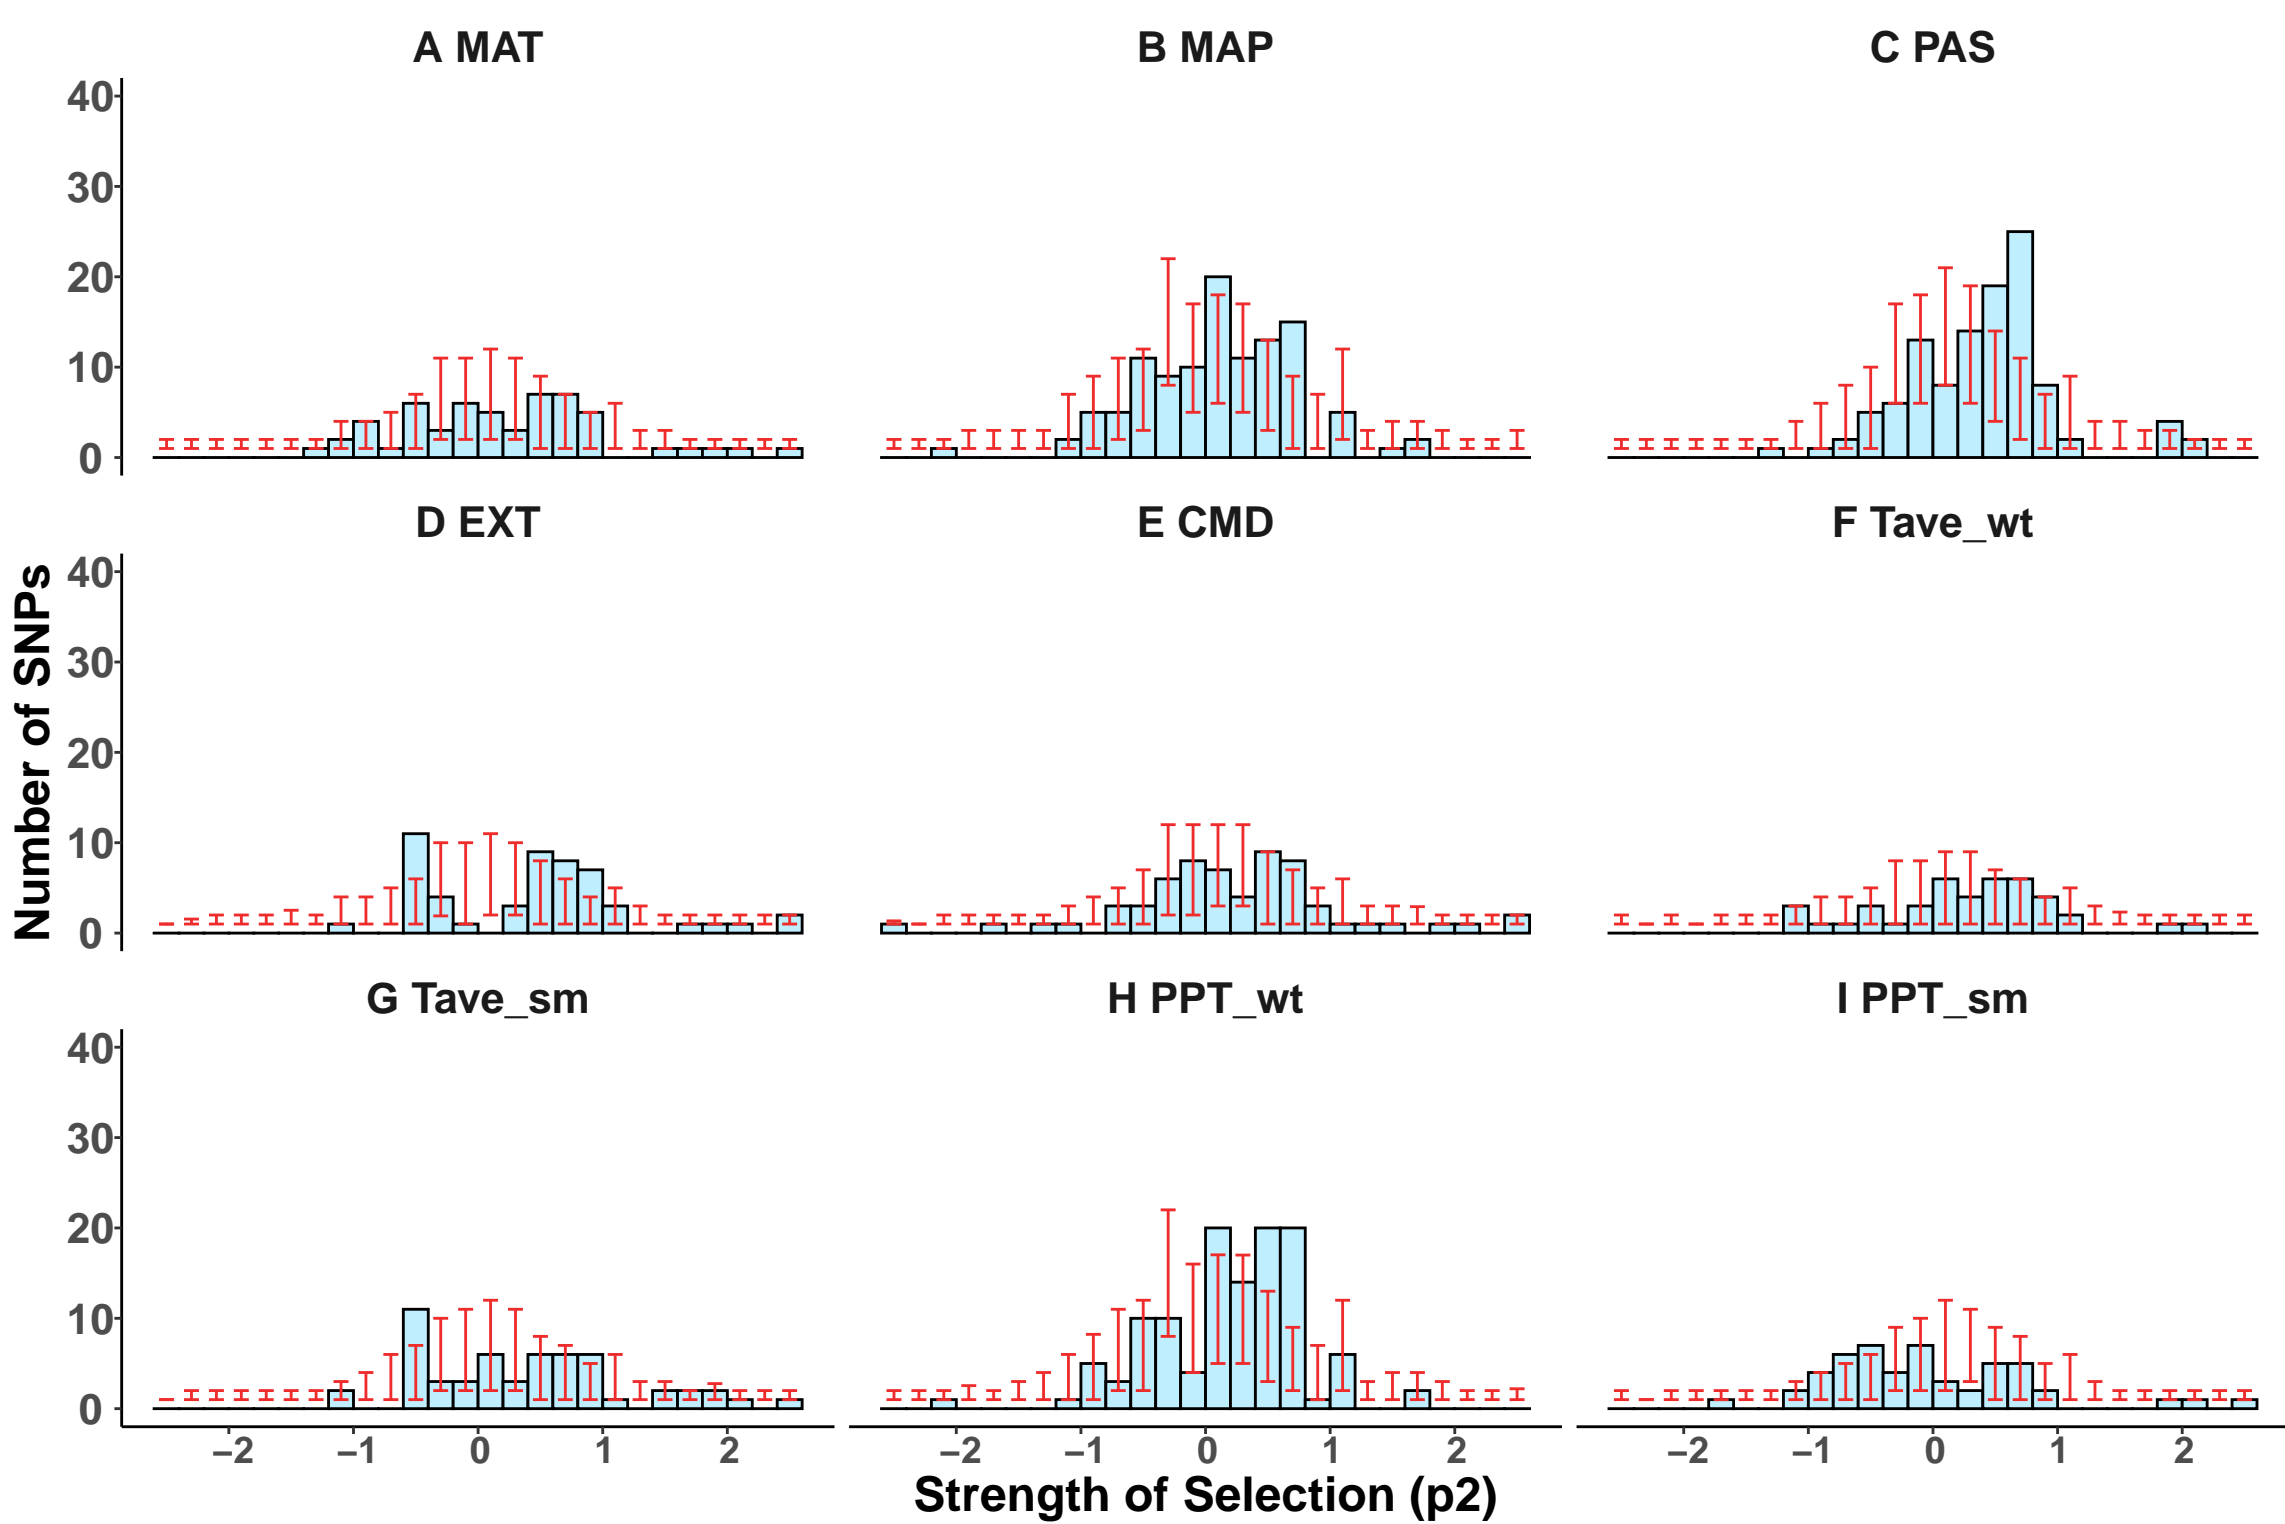 A MAT
B MAP
C PAS
40
30
20
10
0
D EXT
E CMD
F Tave_wt
Number of SNPs
40
30
20
10
0
G Tave_sm
H PPT_wt
I PPT_sm
40
30
20
10
0
−2 −1 0 1 2
−2 −1 0 1 2
−2 −1 0 1 2
Strength of Selection (p2)